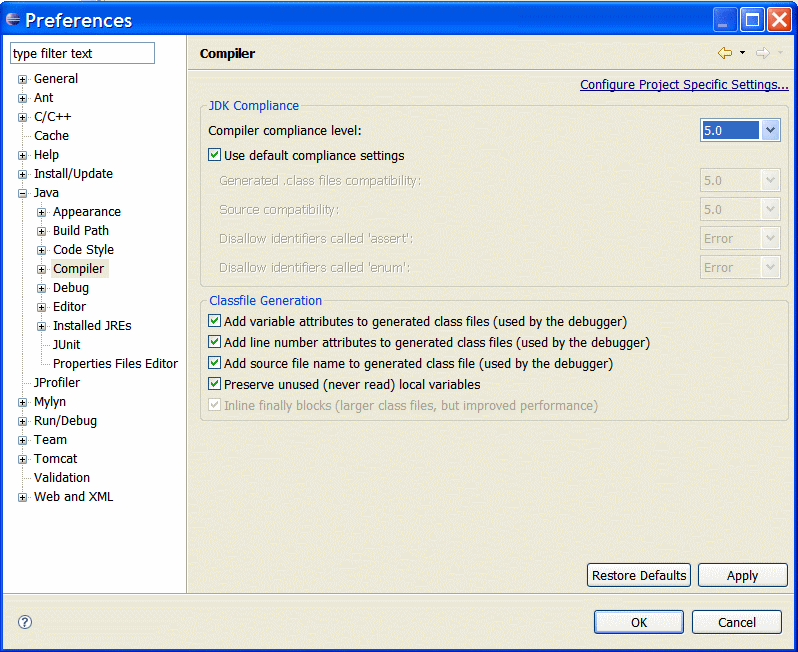 Preferences
type filter text
General
Ant
C/C++
Cache
Help
Install/Update
Java
Appearance
Build Path
Code Style
Compiler
Debug
Editor
Installed JREs
JUnit
Properties Files Editor
JProfiler
Mylyn
Run/Debug
Team
Tomcat
Validation
Web and XML
Compiler
Configure Project Specific Settings...
JDK Compliance
Compiler compliance level: 5.0
Use default compliance settings
Generated .class files compatibility: 5.0
Source compatibility: 5.0
Disallow identifiers called 'assert': Error
Disallow identifiers called 'enum': Error
Classfile Generation
Add variable attributes to generated class files (used by the debugger)
Add line number attributes to generated class files (used by the debugger)
Add source file name to generated class file (used by the debugger)
Preserve unused (never read) local variables
Inline finally blocks (larger class files, but improved performance)
Restore Defaults Apply
? OK Cancel